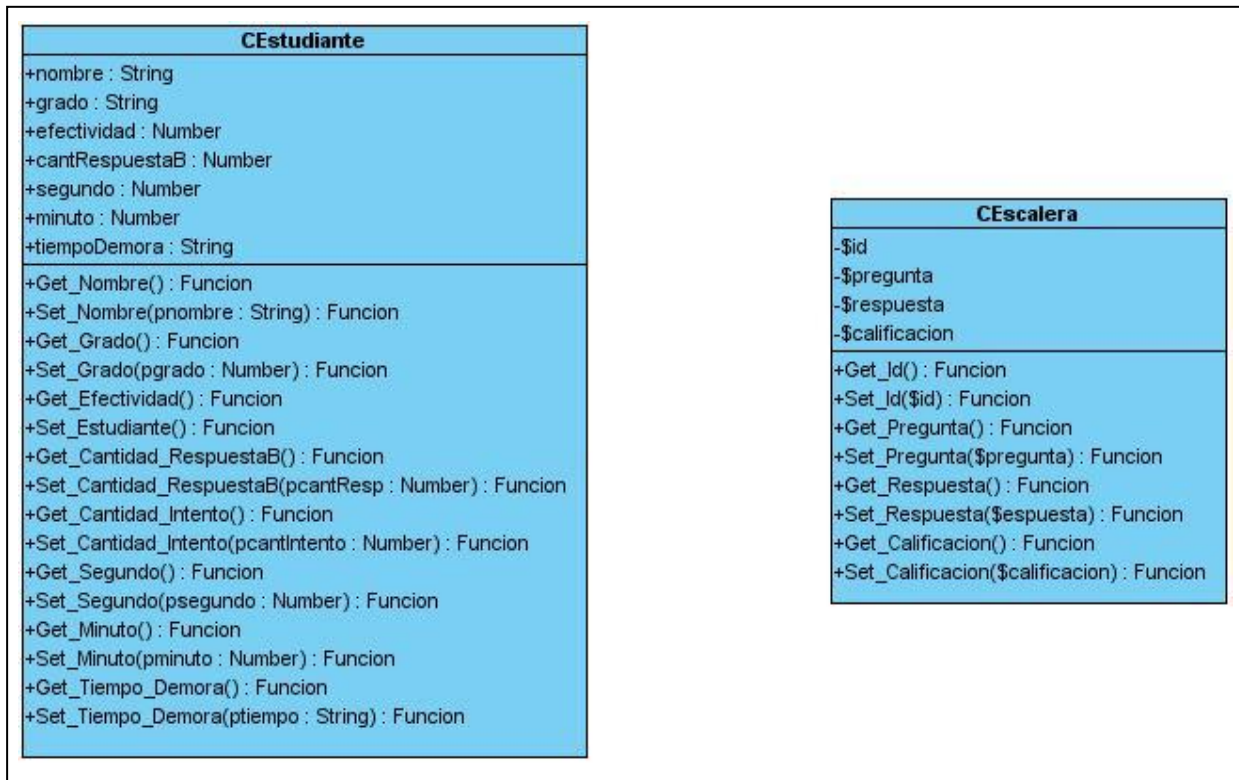 CEstudiante
+nombre : String
+grado : String
+efectividad : Number
+cantRespuestaB : Number
+segundo : Number
+minuto : Number
+tiempoDemora : String
+Get_Nombre() : Funcion
+Set_Nombre(pnombre : String) : Funcion
+Get_Grado() : Funcion
+Set_Grado(pgrado : Number) : Funcion
+Get_Efectividad() : Funcion
+Set_Estudiante() : Funcion
+Get_Cantidad_RespuestaB() : Funcion
+Set_Cantidad_RespuestaB(pcantResp : Number) : Funcion
+Get_Cantidad_Intento() : Funcion
+Set_Cantidad_Intento(pcantIntento : Number) : Funcion
+Get_Segundo() : Funcion
+Set_Segundo(psegundo : Number) : Funcion
+Get_Minuto() : Funcion
+Set_Minuto(pminuto : Number) : Funcion
+Get_Tiempo_Demora() : Funcion
+Set_Tiempo_Demora(ptiempo : String) : Funcion
CEscalera
-$id
-$pregunta
-$respuesta
-$calificacion
+Get_Id() : Funcion
+Set_Id($id) : Funcion
+Get_Pregunta() : Funcion
+Set_Pregunta($pregunta) : Funcion
+Get_Respuesta() : Funcion
+Set_Respuesta($espuesta) : Funcion
+Get_Calificacion() : Funcion
+Set_Calificacion($calificacion) : Funcion